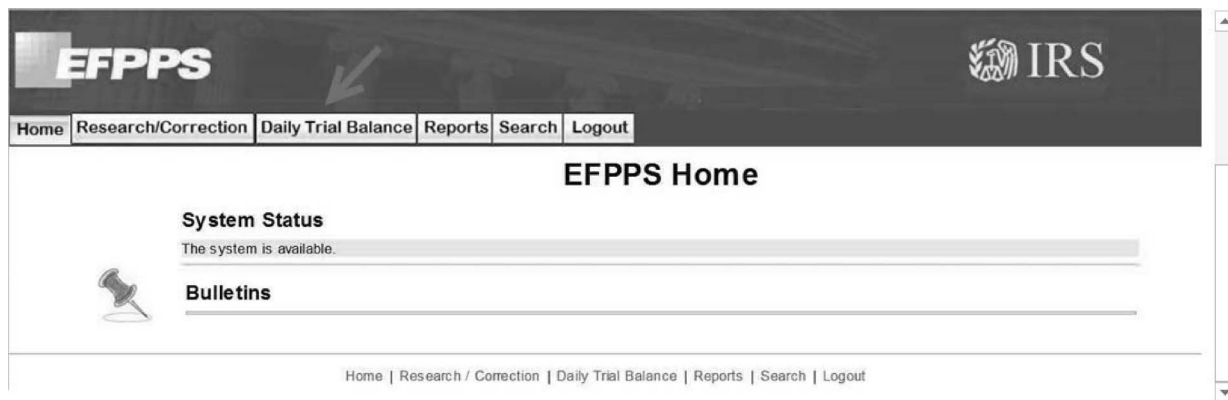 EFPPS
IRS
Home Research/Correction Daily Trial Balance Reports Search Logout
EFPPS Home
System Status
The system is available.
Bulletins
Home | Research / Correction | Daily Trial Balance | Reports | Search | Logout